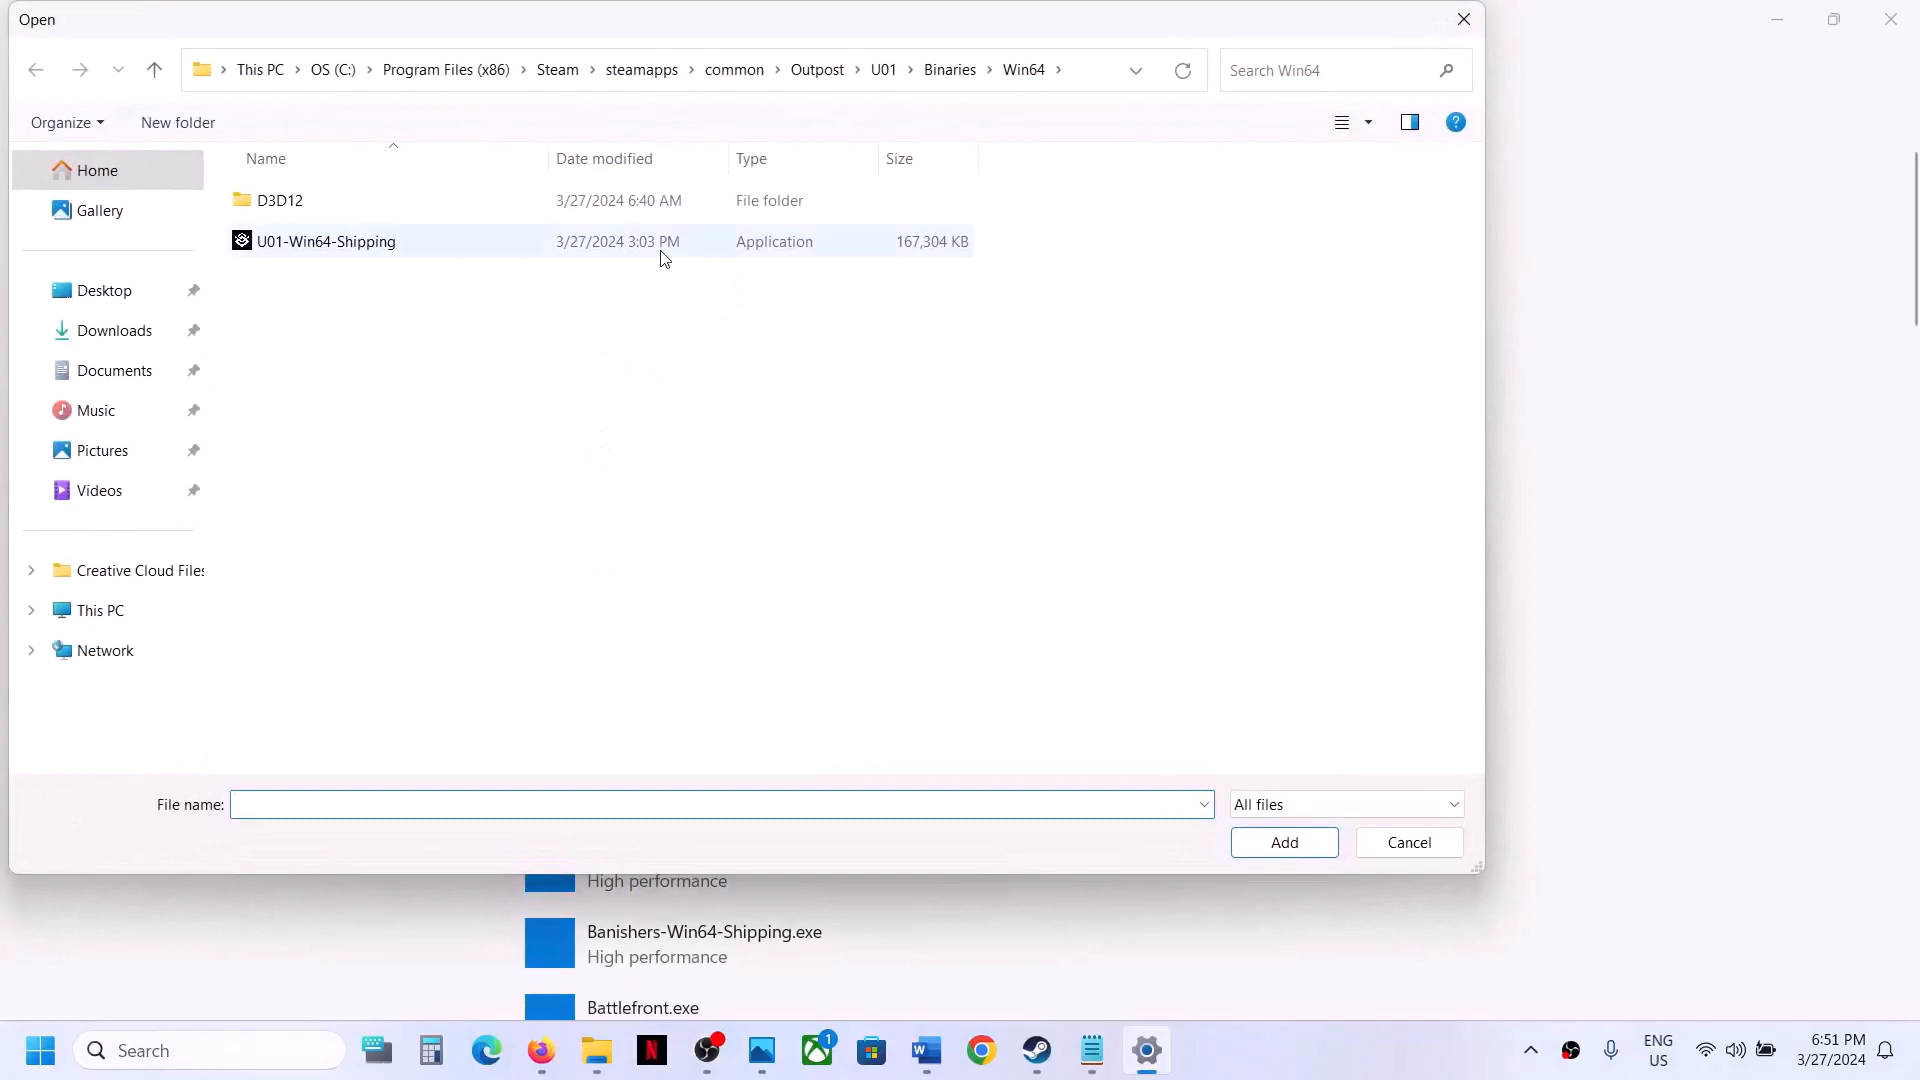 Open
This PC > OS (C:) > Program Files (x86) > Steam > steamapps > common > Outpost > U01 > Binaries > Win64 >
Search Win64
Organize
New folder
Name
Date modified
Type
Size
Home
Gallery
Desktop
Downloads
Documents
Music
Pictures
Videos
Creative Cloud Files
This PC
Network
D3D12 3/27/2024 6:40 AM File folder
U01-Win64-Shipping 3/27/2024 3:03 PM Application 167,304 KB
File name:
All files
Add
Cancel
High performance
Banishers-Win64-Shipping.exe
High performance
Battlefront.exe
Search
1
ENG
US
6:51 PM
3/27/2024